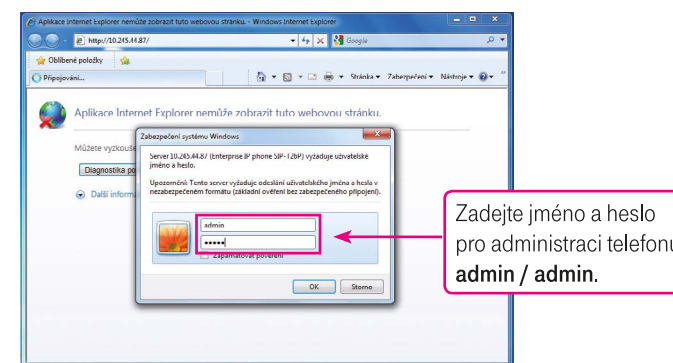 Aplikace Internet Explorer nemůže zobrazit tuto webovou stránku. - Windows Internet Explorer
http://10.245.44.87/
Google
Oblíbené položky
Připojování...
Stránka
Zabezpečení
Nástroje
Aplikace Internet Explorer nemůže zobrazit tuto webovou stránku.
Můžete vyzkouše
Diagnostika po
Další informa
Zabezpečení systému Windows
Server 10.245.44.87 (Enterprise IP phone SIP-T26P) vyžaduje uživatelské
jméno a heslo.
Upozornění: Tento server vyžaduje odeslání uživatelského jména a hesla v
nezabezpečeném formátu (základní ověření bez zabezpečeného připojení).
admin
•••••
Zapamatovat pověření
OK
Storno
Zadejte jméno a heslo
pro administraci telefonu
admin / admin.